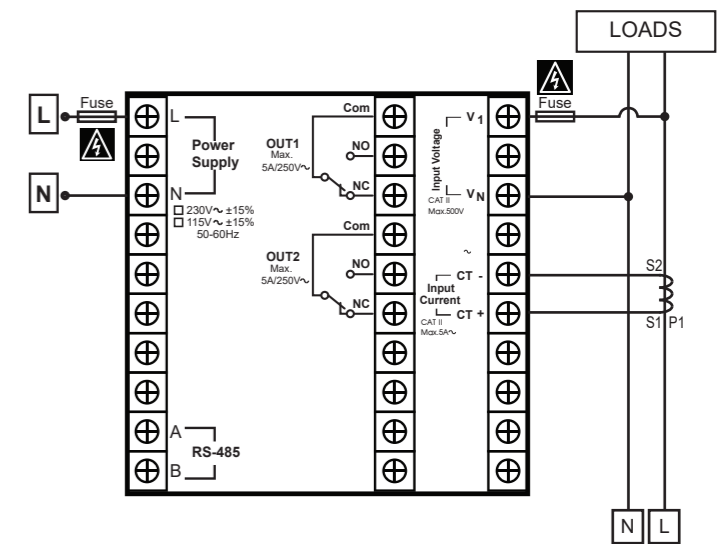 LOADS
L
Fuse
N
L
Power
Supply
N
230V~ ±15%
115V~ ±15%
50-60Hz
A
RS-485
B
Com
OUT1
Max.
5A/250V~
NO
NC
Com
OUT2
Max.
5A/250V~
NO
NC
V1
Input Voltage
VN
CAT II
Max.500V
~
CT -
Input
Current
CT +
CAT II
Max.5A~
Fuse
S2
S1 P1
N L